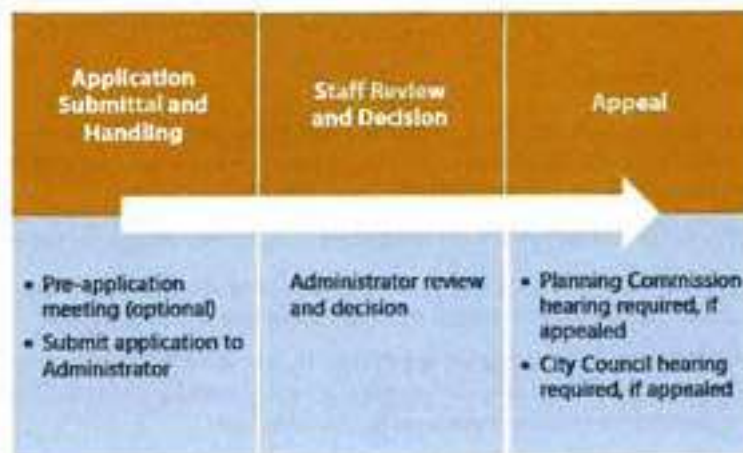 Application
Submittal and
Handling
Staff Review
and Decision
Appeal
• Pre-application
meeting (optional)
• Submit application to
Administrator
Administrator review
and decision
• Planning Commission
hearing required, if
appealed
• City Council hearing
required, if appealed